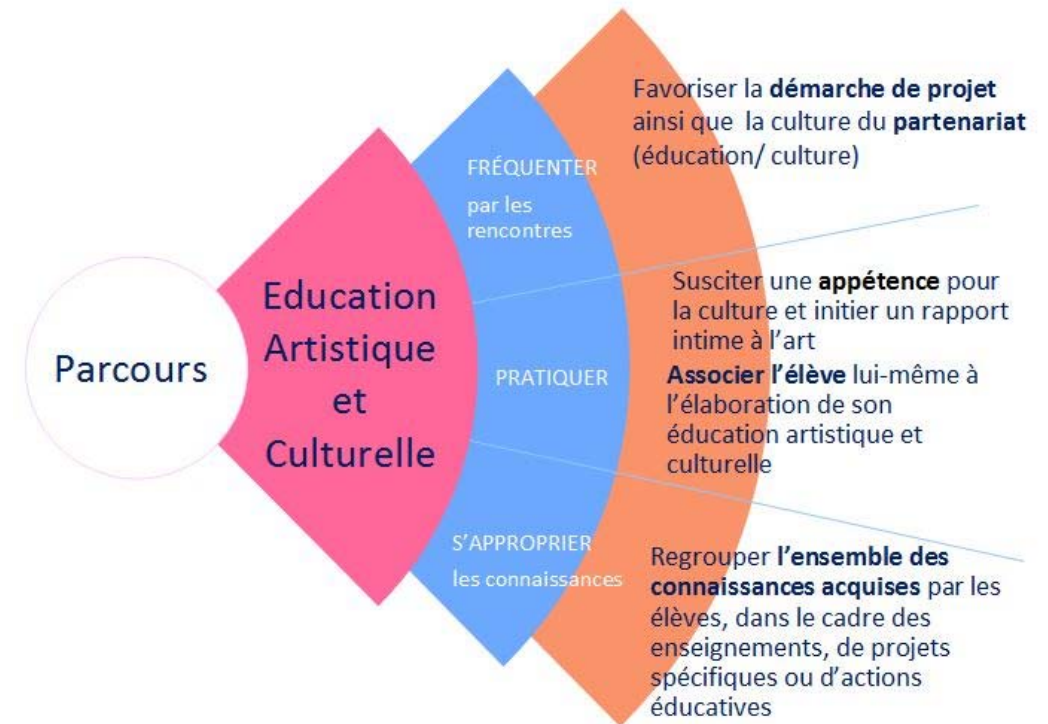 Parcours
Education
Artistique
et
Culturelle
FRÉQUENTER
par les
rencontres
PRATIQUER
S’APPROPRIER
les connaissances
Favoriser la démarche de projet
ainsi que la culture du partenariat
(éducation/ culture)
Susciter une appétence pour
la culture et initier un rapport
intime à l’art
Associer l’élève lui-même à
l’élaboration de son
éducation artistique et
culturelle
Regrouper l’ensemble des
connaissances acquises par les
élèves, dans le cadre des
enseignements, de projets
spécifiques ou d’actions
éducatives